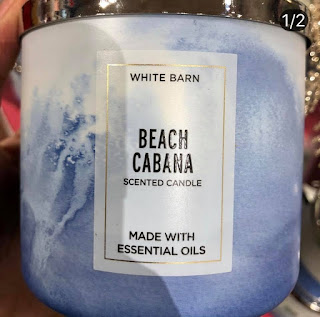 1/2
WHITE BARN
BEACH
CABANA
SCENTED CANDLE
MADE WITH
ESSENTIAL OILS